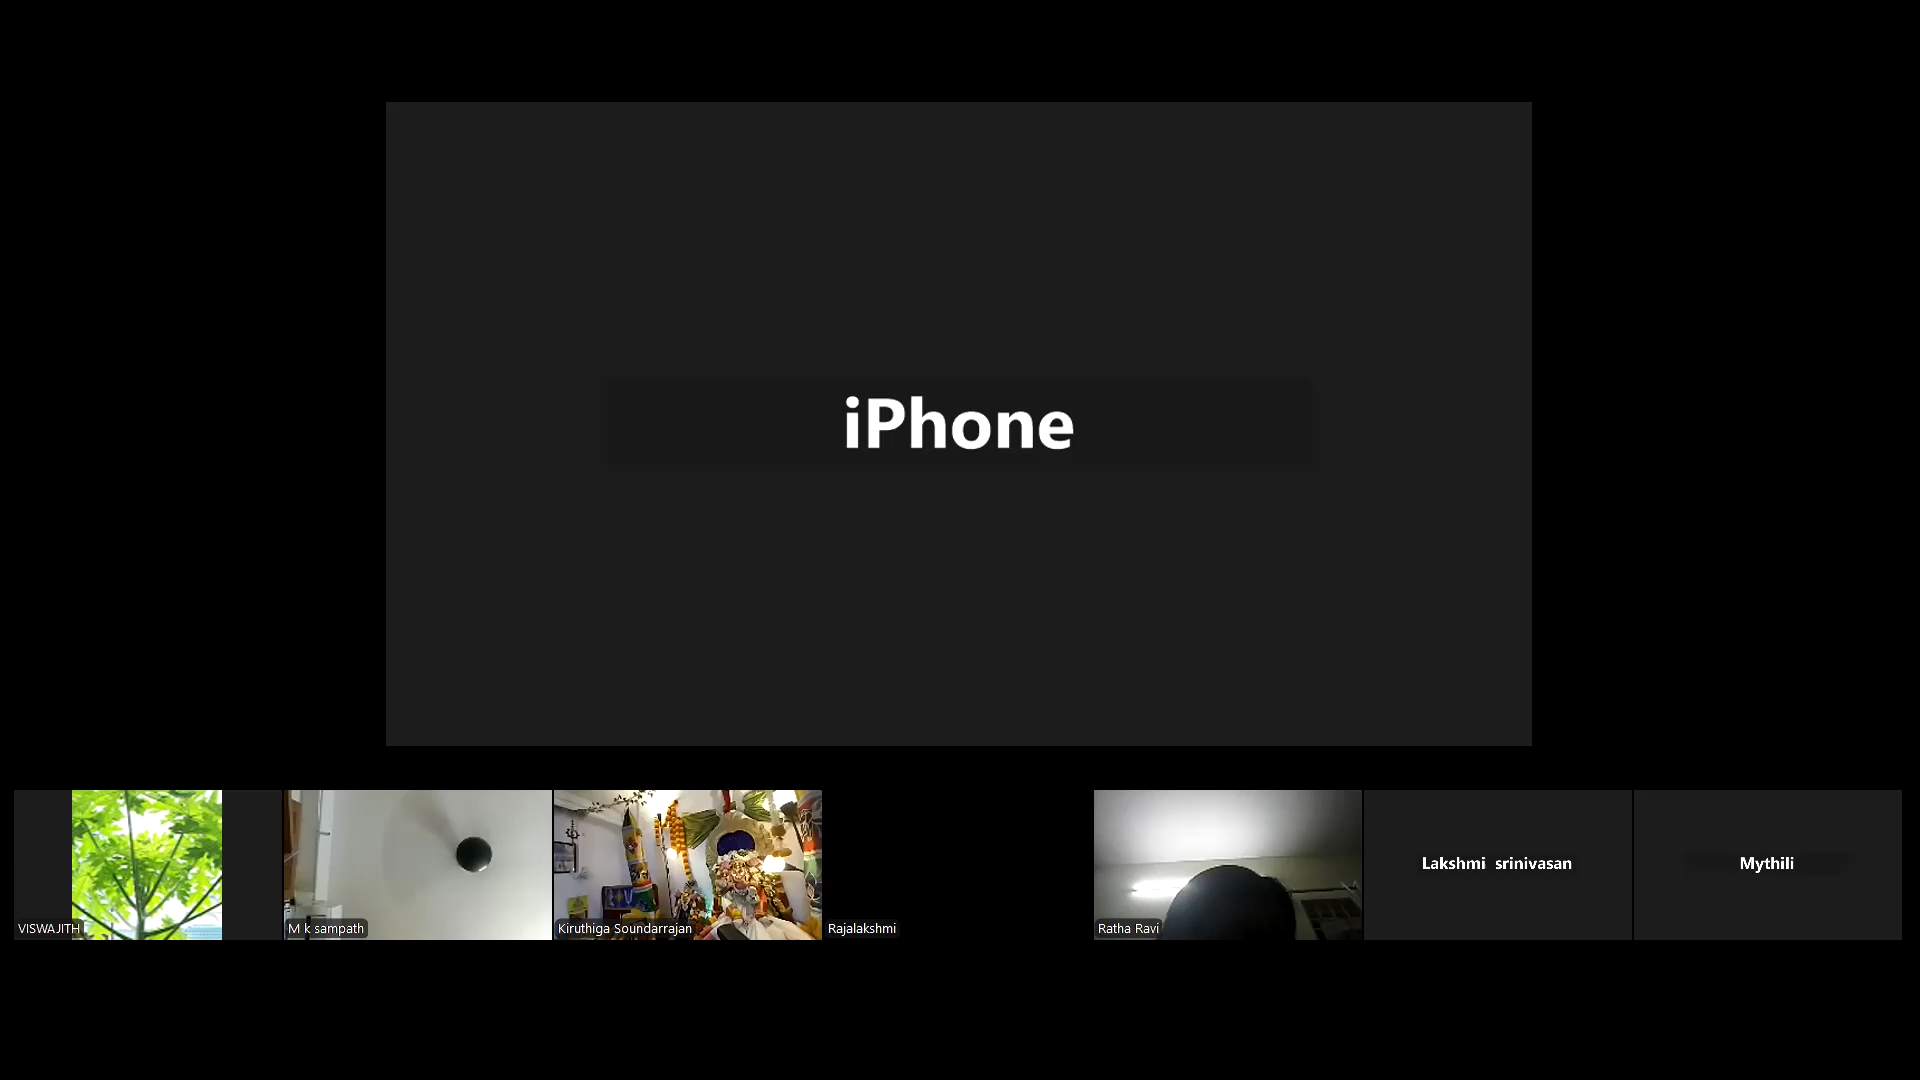 iPhone
VISWAJITH
M k sampath
Kiruthiga Soundarrajan
Rajalakshmi
Ratha Ravi
Lakshmi srinivasan
Mythili